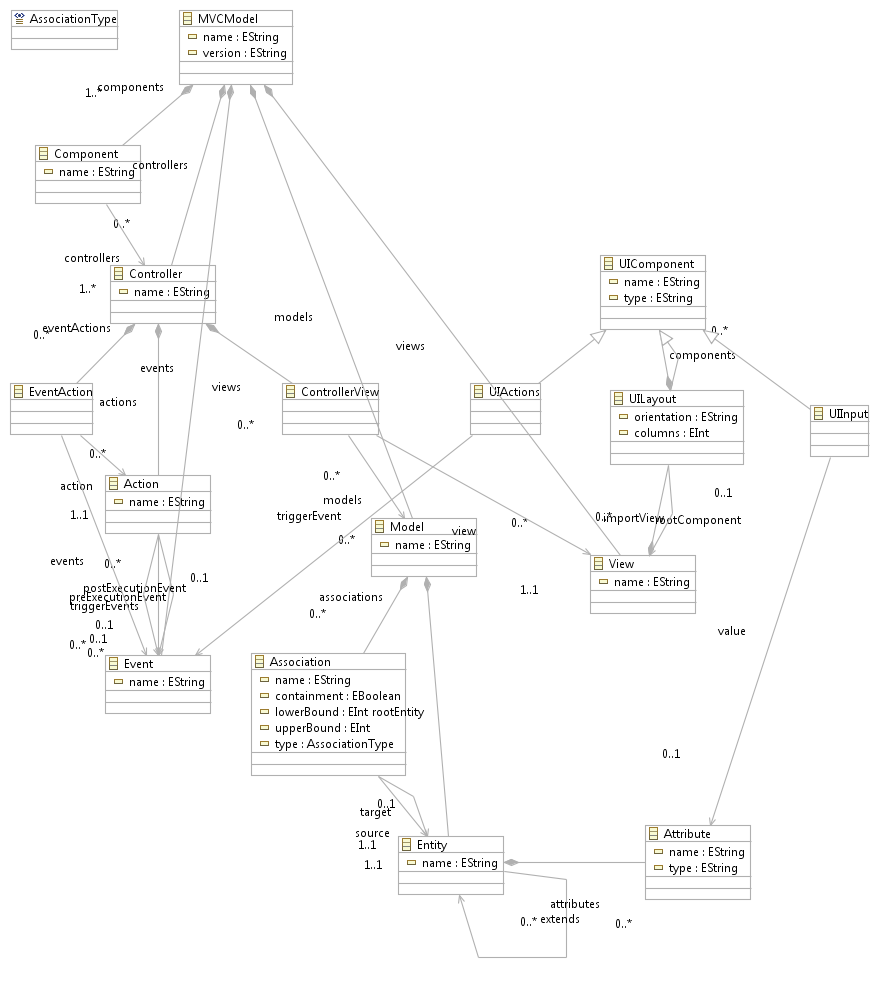 AssociationType
MVCModel
name : EString
version : EString
components
1..*
Component
name : EString
controllers
0..*
controllers
1..*
Controller
name : EString
UIComponent
name : EString
type : EString
models
0..*
eventActions
views
0..*
components
events
views
EventAction
actions
ControllerView
UIActions
UILayout
orientation : EString
columns : EInt
UIInput
0..*
0..*
0..*
Action
name : EString
action
1..1
models
triggerEvent
0..*
0..1
Model
name : EString
view
0..*
0..*
importView
rootComponent
events
0..*
0..1
View
name : EString
1..1
postExecutionEvent
preExecutionEvent
triggerEvents
associations
0..*
0..1
0..1
0..*
0..*
value
Event
name : EString
Association
name : EString
containment : EBoolean
lowerBound : EInt
rootEntity
upperBound : EInt
type : AssociationType
0..1
0..1
target
source
1..1
1..1
Entity
name : EString
Attribute
name : EString
type : EString
attributes
0..*
extends
0..*